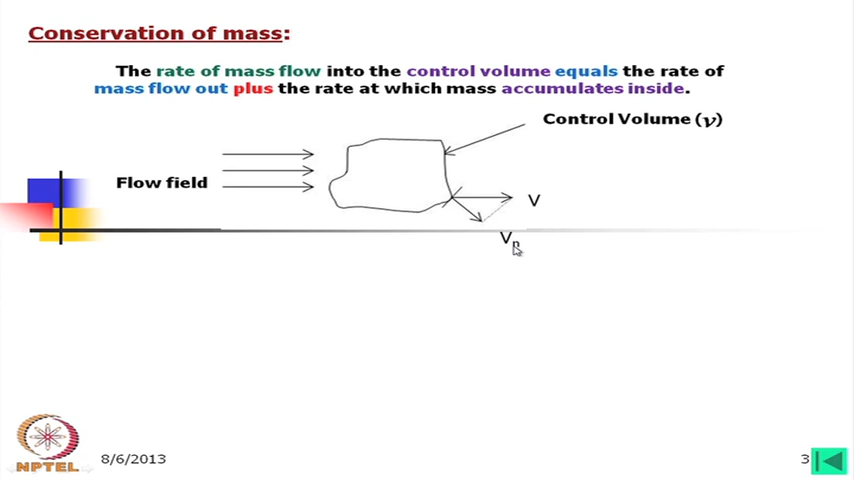 Conservation of mass:
The rate of mass flow into the control volume equals the rate of
mass flow out plus the rate at which mass accumulates inside.
Control Volume (ν)
Flow field
V
Vn
NPTEL
8/6/2013
3